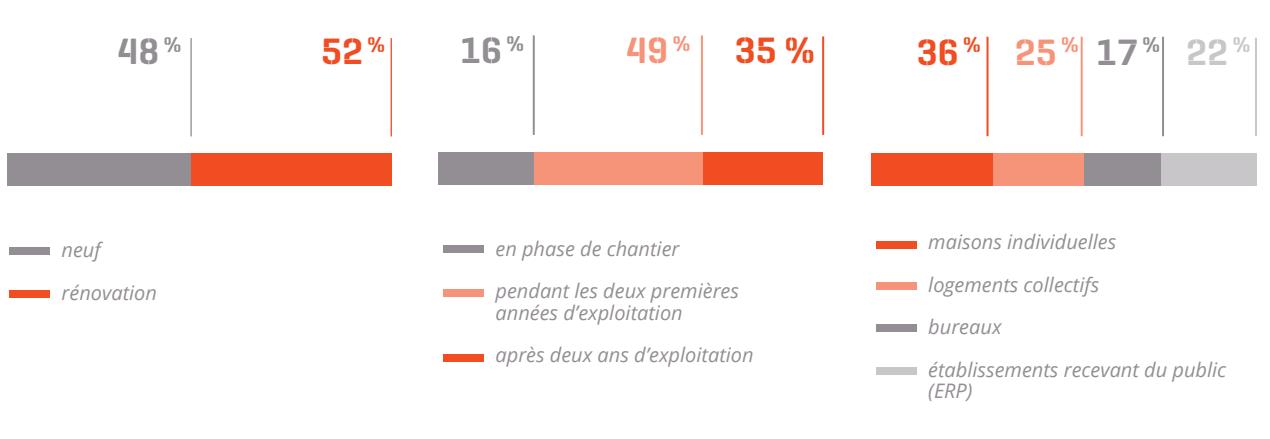 48 %
52 %
neuf
rénovation
16 %
49 %
35 %
en phase de chantier
pendant les deux premières
années d’exploitation
après deux ans d’exploitation
36 %
25 %
17 %
22 %
maisons individuelles
logements collectifs
bureaux
établissements recevant du public
(ERP)